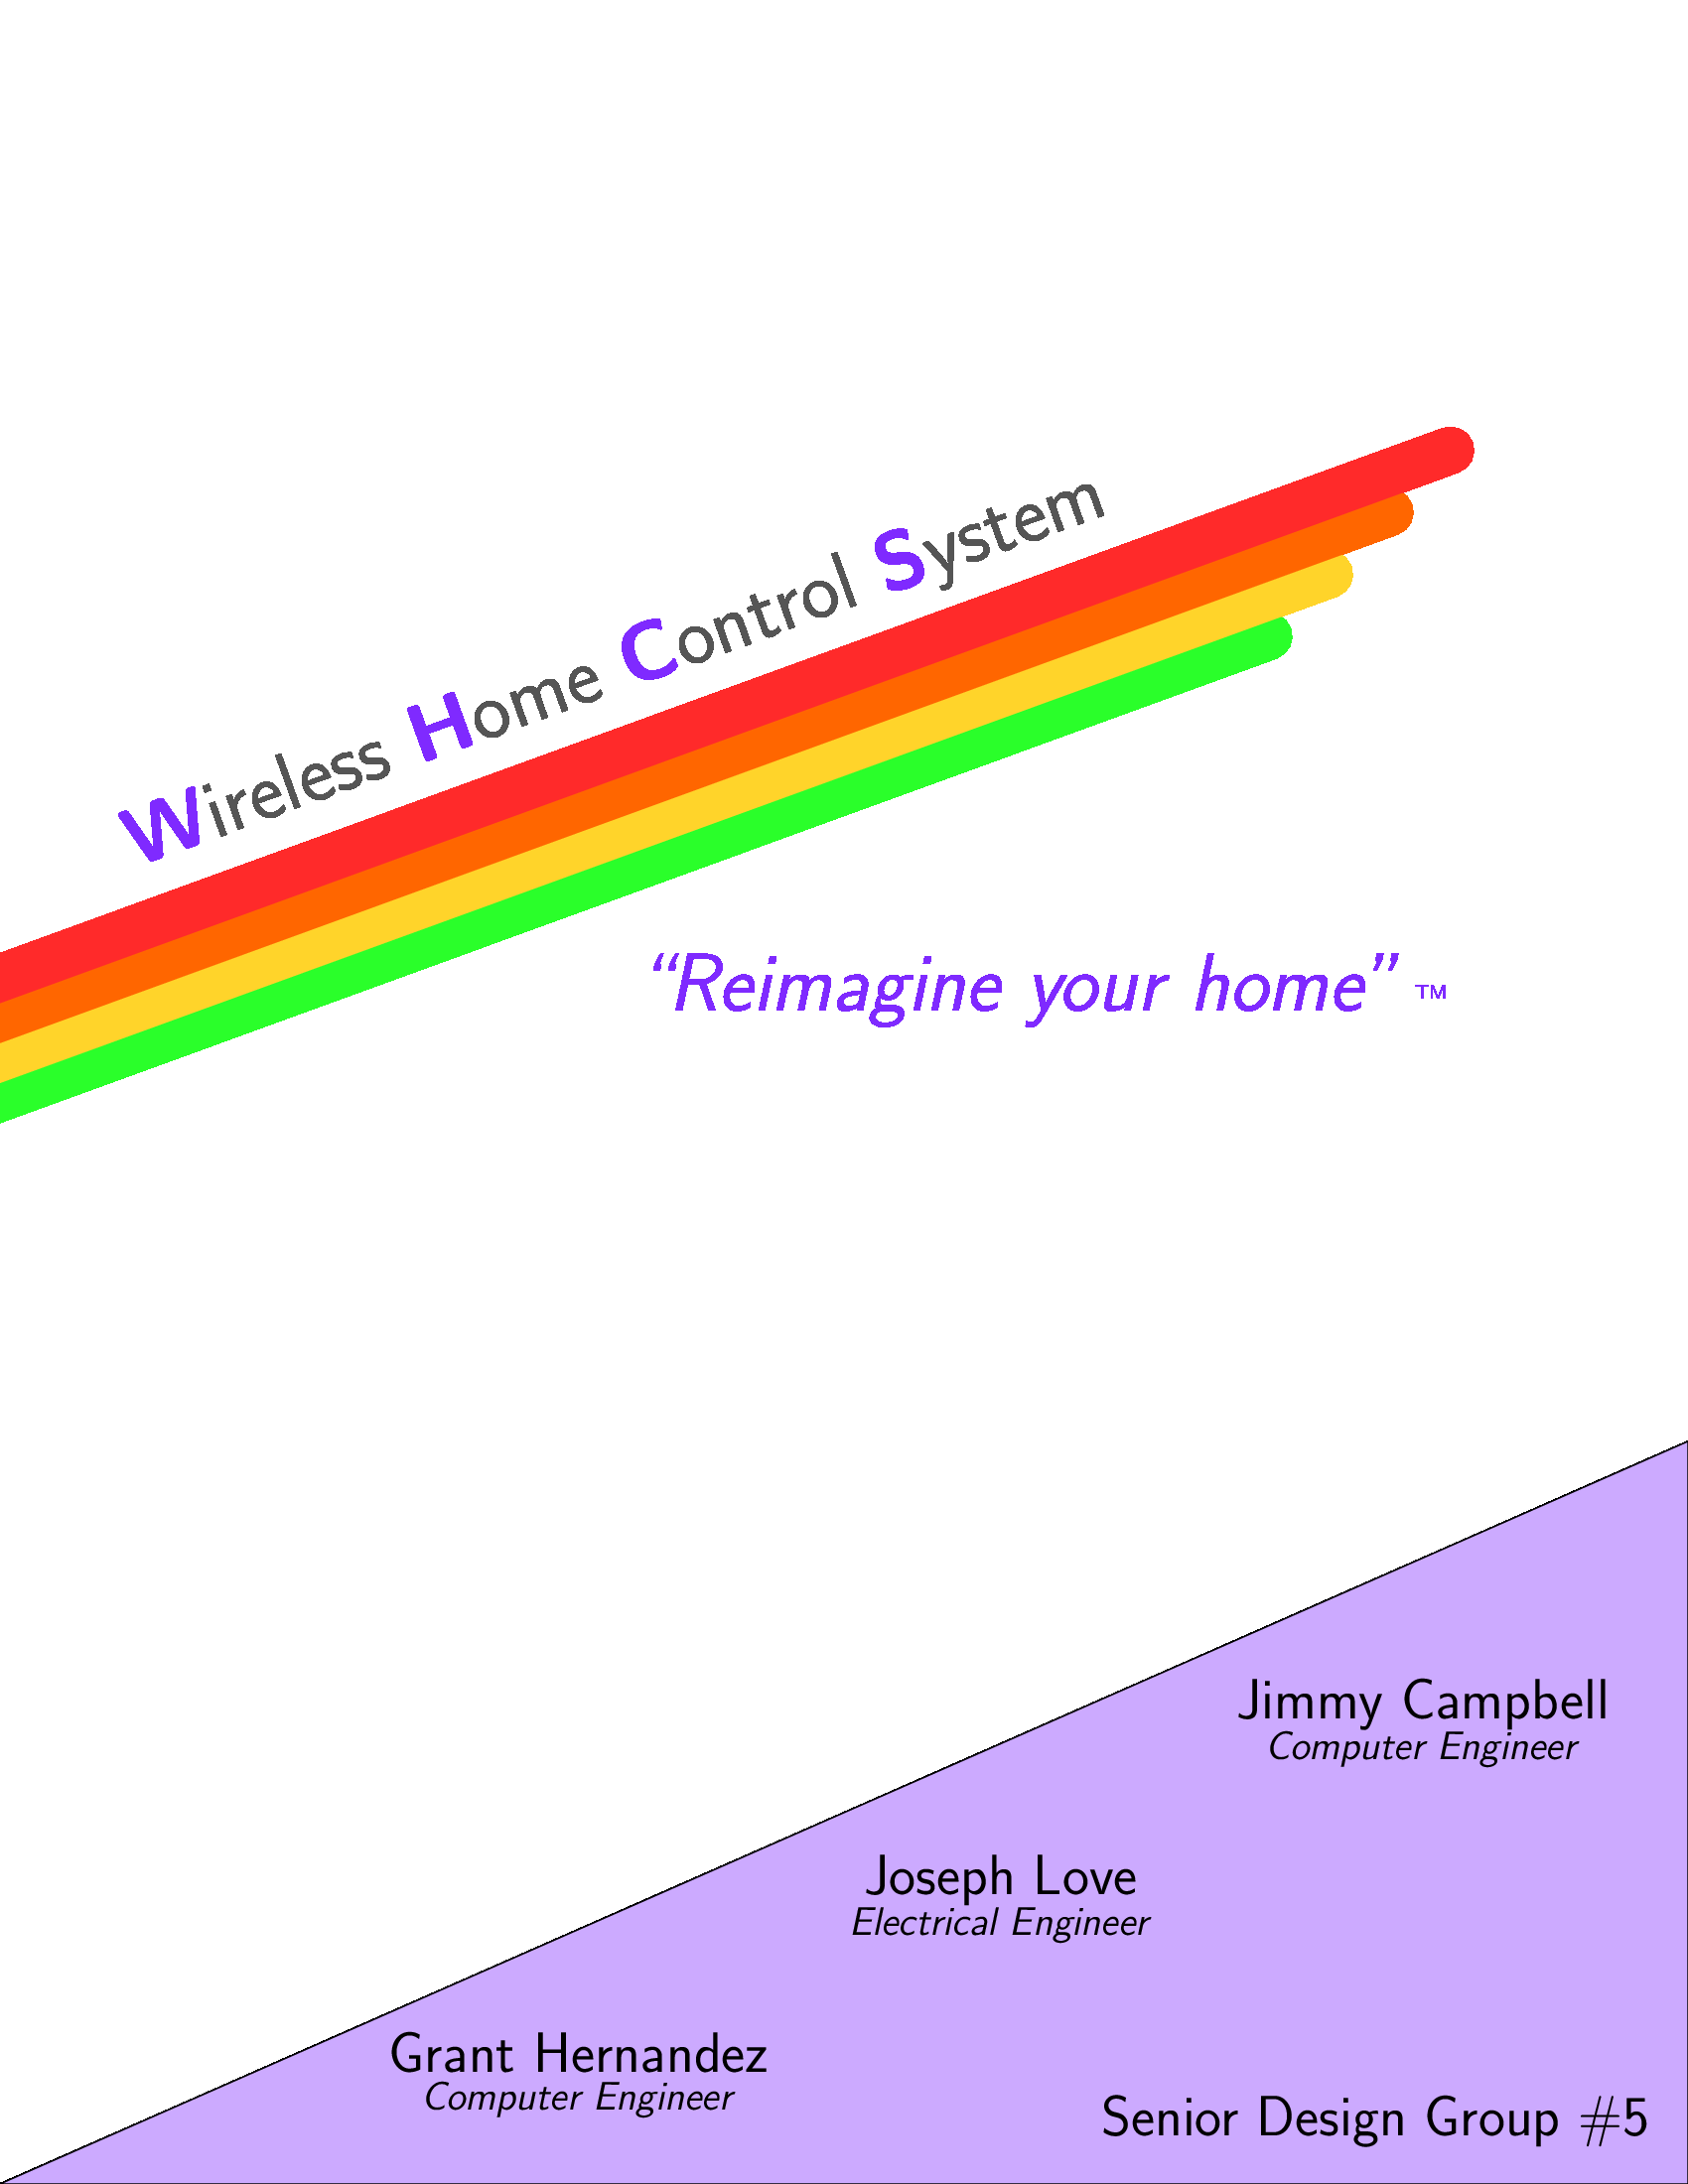 Wireless Home Control System
“Reimagine your home” ™
Jimmy Campbell
Computer Engineer
Joseph Love
Electrical Engineer
Grant Hernandez
Computer Engineer
Senior Design Group #5